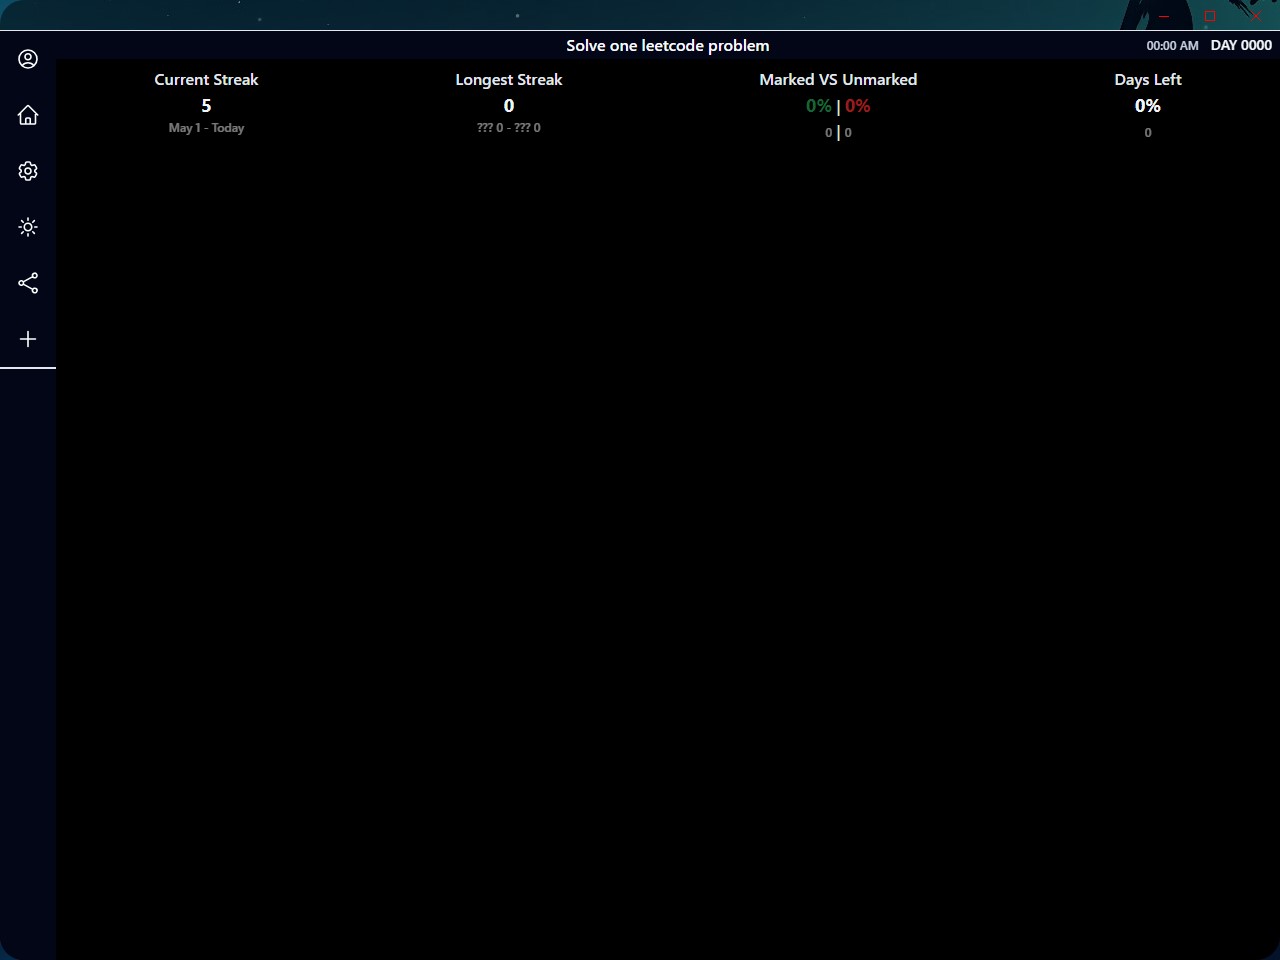 Solve one leetcode problem
00:00 AM DAY 0000
Current Streak
5
May 1 - Today
Longest Streak
0
??? 0 - ??? 0
Marked VS Unmarked
0% | 0%
0 | 0
Days Left
0%
0